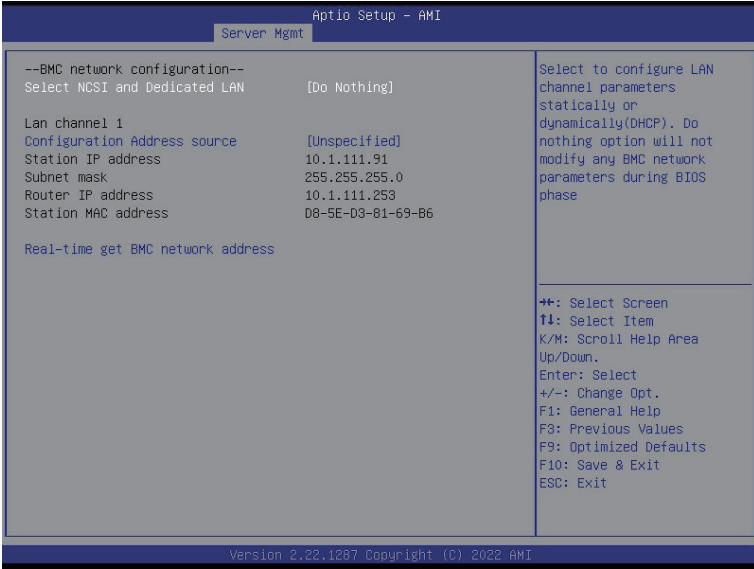 Aptio Setup – AMI
Server Mgmt
--BMC network configuration--
Select NCSI and Dedicated LAN [Do Nothing]
Lan channel 1
Configuration Address source [Unspecified]
Station IP address 10.1.111.91
Subnet mask 255.255.255.0
Router IP address 10.1.111.253
Station MAC address D8-5E-D3-81-69-B6
Real-time get BMC network address
Select to configure LAN
channel parameters
statically or
dynamically(DHCP). Do
nothing option will not
modify any BMC network
parameters during BIOS
phase
→←: Select Screen
↑↓: Select Item
K/M: Scroll Help Area
Up/Down.
Enter: Select
+/-: Change Opt.
F1: General Help
F3: Previous Values
F9: Optimized Defaults
F10: Save & Exit
ESC: Exit
Version 2.22.1287 Copyright (C) 2022 AMI